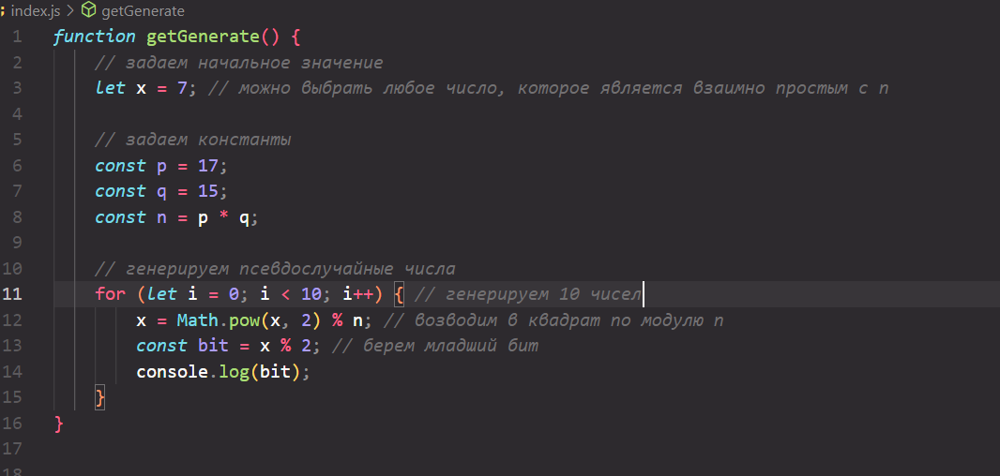 index.js > getGenerate
1 function getGenerate() {
2 // задаем начальное значение
3 let x = 7; // можно выбрать любое число, которое является взаимно простым с n
4
5 // задаем константы
6 const p = 17;
7 const q = 15;
8 const n = p * q;
9
10 // генерируем псевдослучайные числа
11 for (let i = 0; i < 10; i++) { // генерируем 10 чисел
12 x = Math.pow(x, 2) % n; // возводим в квадрат по модулю n
13 const bit = x % 2; // берем младший бит
14 console.log(bit);
15 }
16 }
17
18